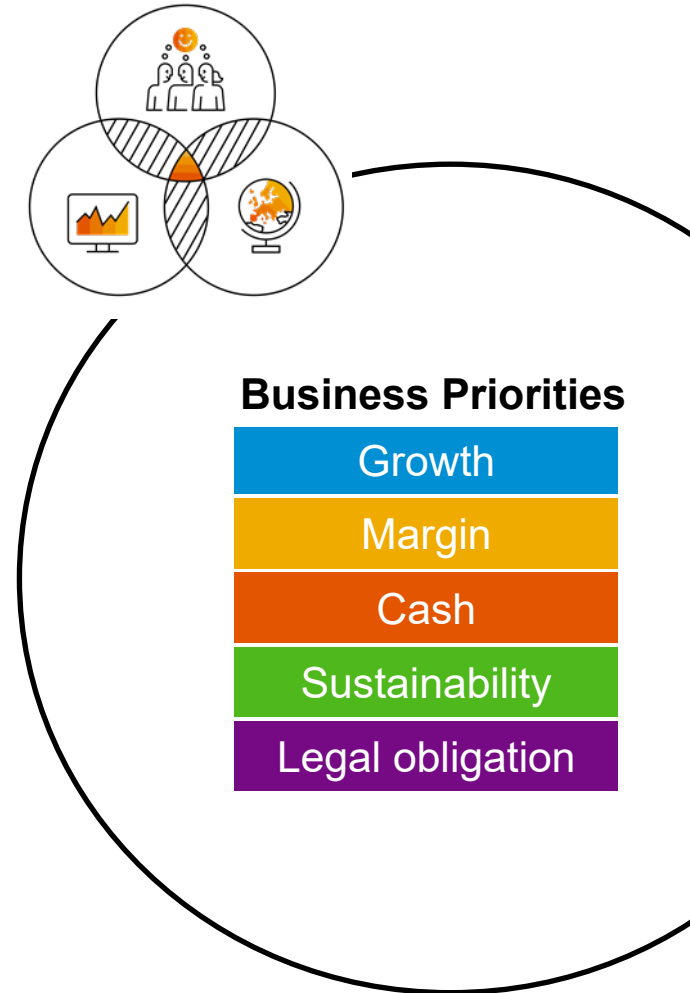 Business Priorities
Growth
Margin
Cash
Sustainability
Legal obligation